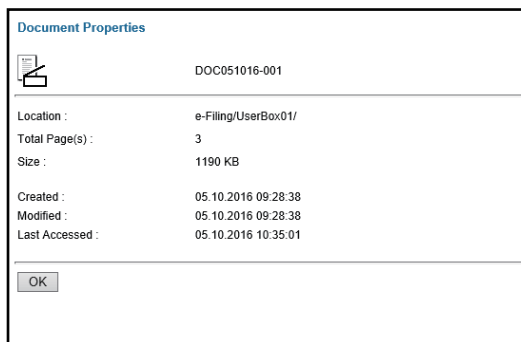 Document Properties
DOC051016-001
Location : e-Filing/UserBox01/
Total Page(s) : 3
Size : 1190 KB
Created : 05.10.2016 09:28:38
Modified : 05.10.2016 09:28:38
Last Accessed : 05.10.2016 10:35:01
OK